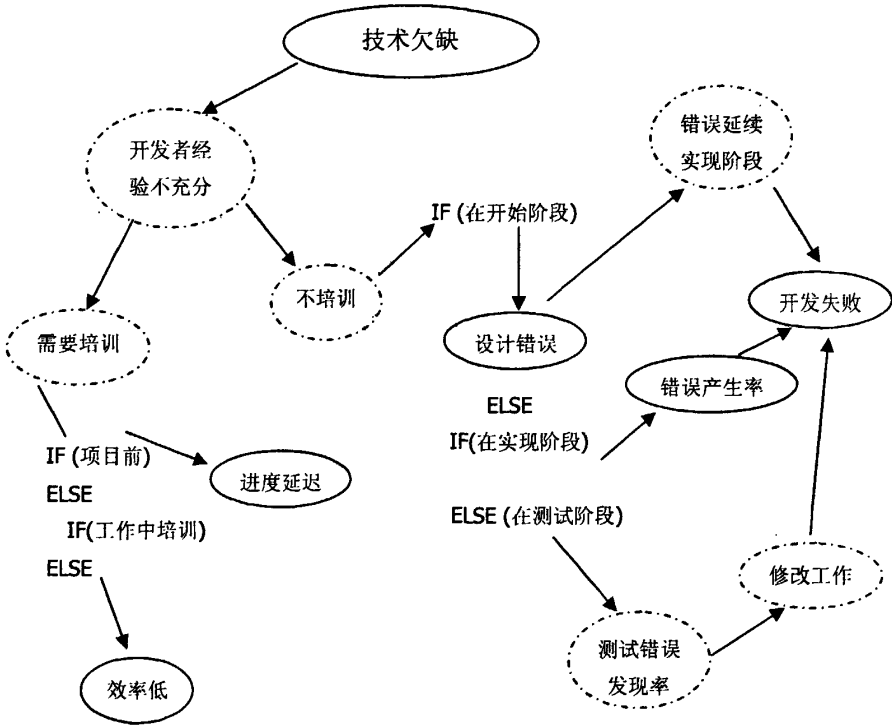 技术欠缺
开发者经
验不充分
错误延续
实现阶段
IF (在开始阶段)
不培训
开发失败
需要培训
设计错误
错误产生率
ELSE
IF(在实现阶段)
IF (项目前)
进度延迟
ELSE
IF(工作中培训)
ELSE
ELSE (在测试阶段)
修改工作
测试错误
发现率
效率低